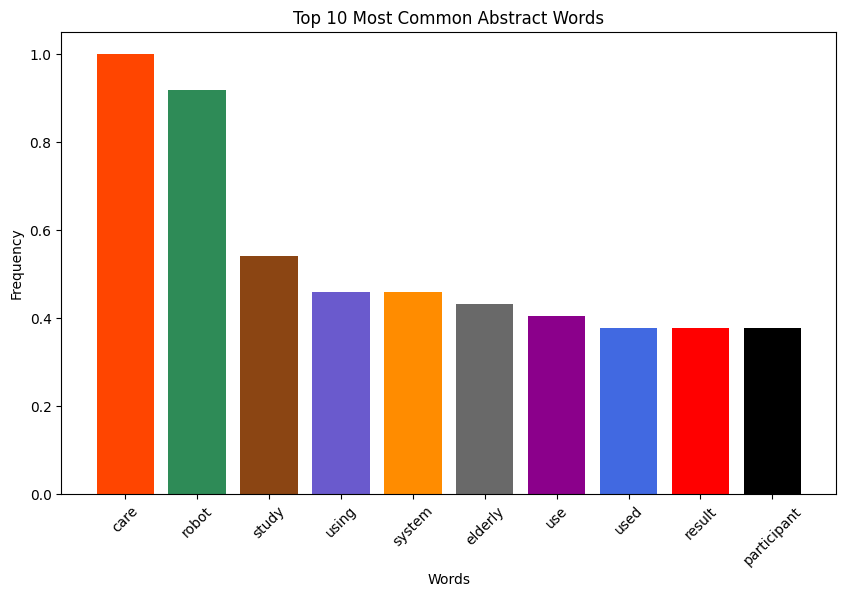 Top 10 Most Common Abstract Words
Frequency
1.0
0.8
0.6
0.4
0.2
0.0
care
robot
study
using
system
elderly
use
used
result
participant
Words